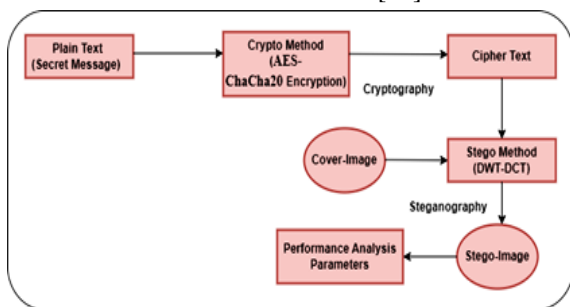 Plain Text
(Secret Message)
Crypto Method
(AES-
ChaCha20 Encryption)
Cipher Text
Cryptography
Cover-Image
Stego Method
(DWT-DCT)
Steganography
Performance Analysis
Parameters
Stego-Image